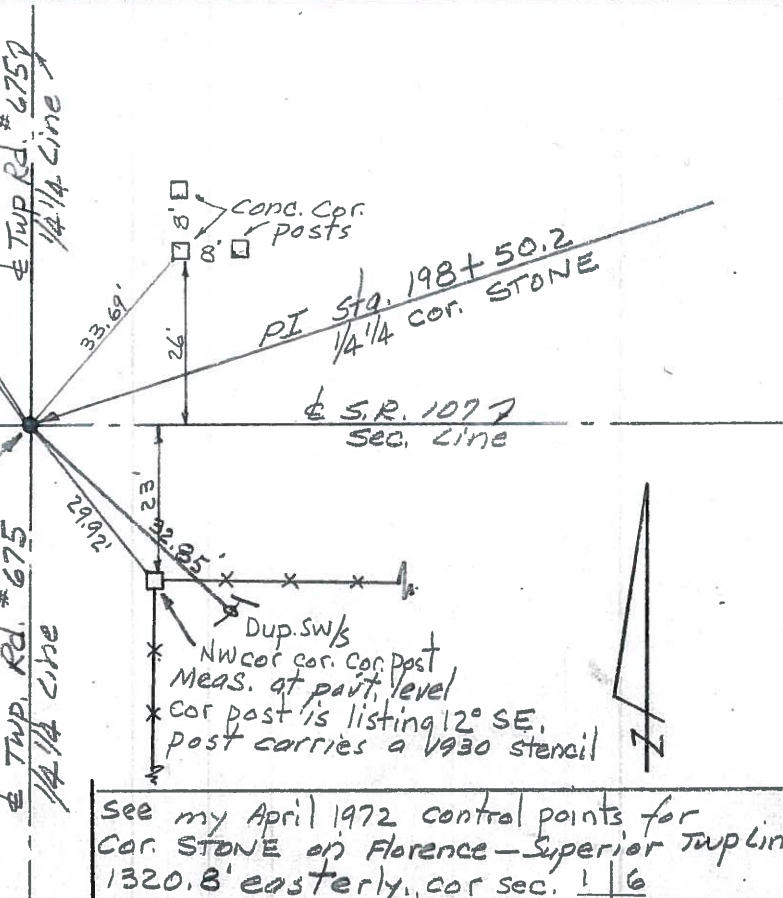 ℄ Twp Rd. #675
1/4 1/4 Line
8'
Conc. Cor.
8'
posts
33.69'
26'
PI Sta. 198+50.2
1/4 1/4 cor. STONE
℄ S.R. 107
Sec. Line
23'
29.92'
32.85'
Dup. SW/S
NW cor cor. cor post
Meas. at pav't. level
Cor post is listing 12° SE.
post carries a 1930 stencil
℄ Twp. Rd. #675
1/4 1/4 Line
N
See my April 1972 control points for
Cor. STONE on Florence – Superior Twp Lin
1320.8' easterly, cor sec. 1|6